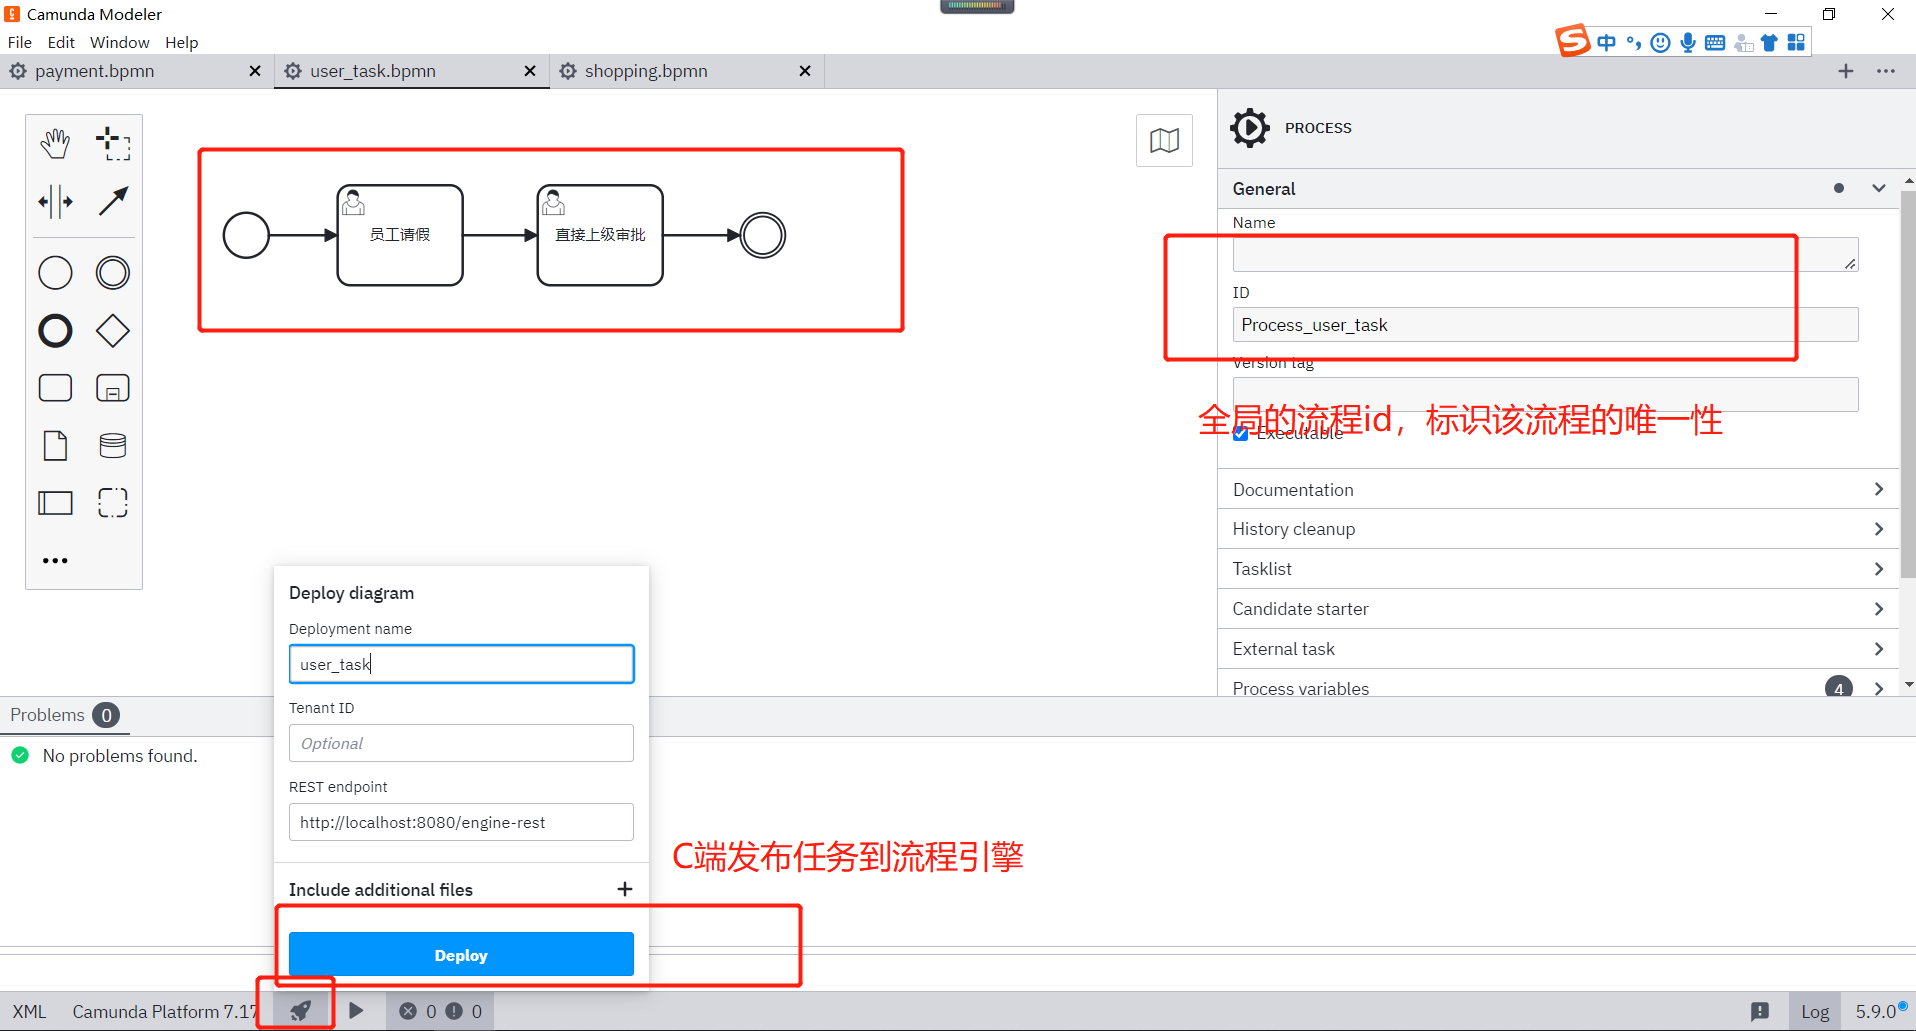 Camunda Modeler
File Edit Window Help
中
payment.bpmn
user_task.bpmn
shopping.bpmn
PROCESS
General
Name
ID
Process_user_task
Version tag
全局的流程id，标识该流程的唯一性
Executable
Documentation
History cleanup
Tasklist
Candidate starter
External task
Process variables 4
员工请假
直接上级审批
Deploy diagram
Deployment name
user_task
Tenant ID
Optional
REST endpoint
http://localhost:8080/engine-rest
Include additional files
Deploy
C端发布任务到流程引擎
Problems 0
No problems found.
XML Camunda Platform 7.17 0 0 Log 5.9.0